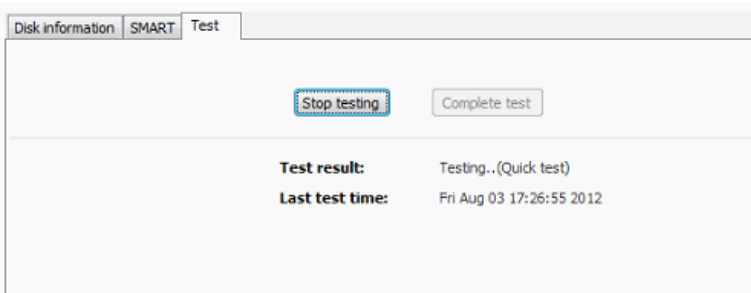 Disk information SMART Test
Stop testing Complete test
Test result: Testing..(Quick test)
Last test time: Fri Aug 03 17:26:55 2012